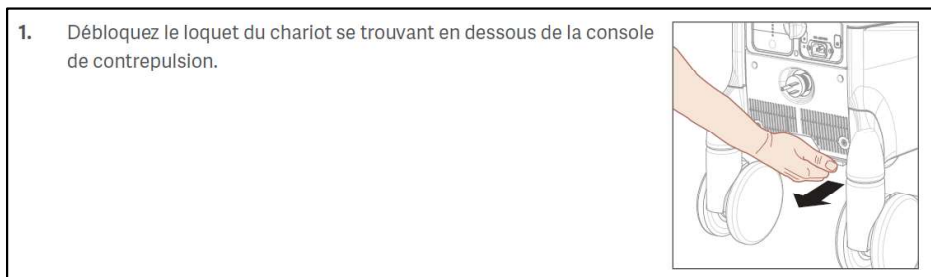 1. Débloquez le loquet du chariot se trouvant en dessous de la console
de contrepulsion.